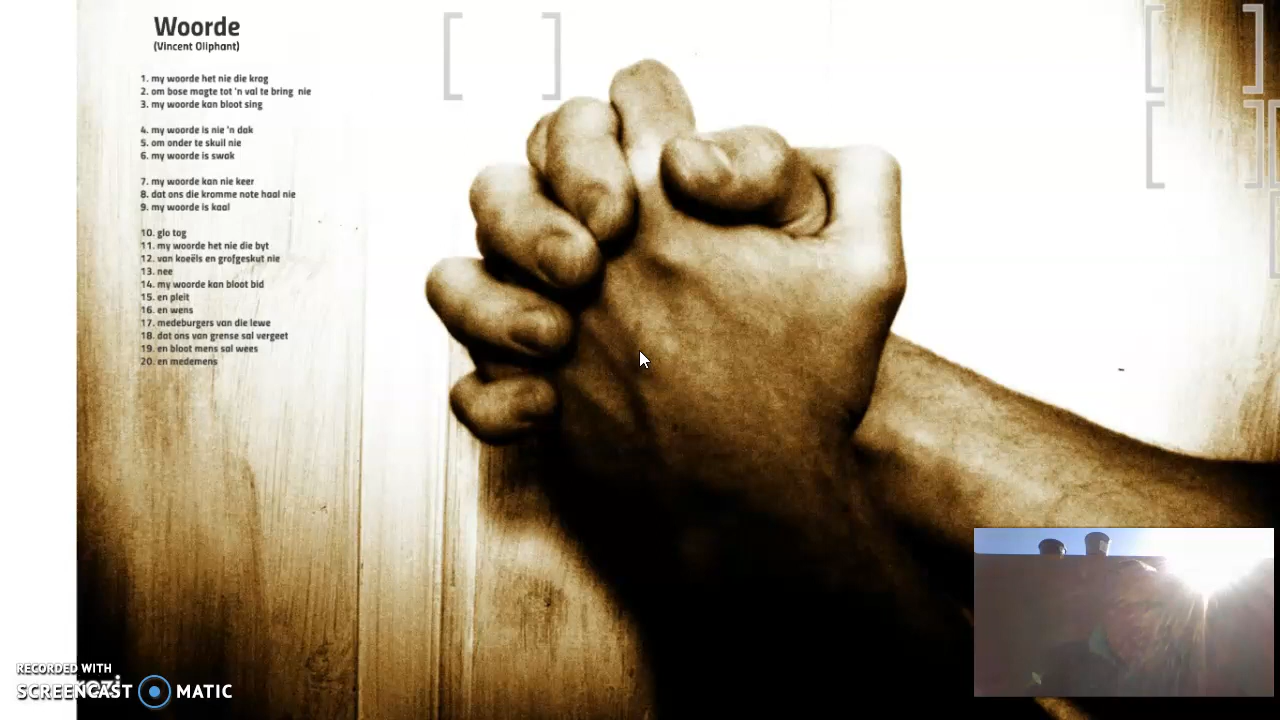 Woorde
(Vincent Oliphant)
1. my woorde het nie die krag
2. om bose magte tot 'n val te bring nie
3. my woorde kan bloot sing
4. my woorde is nie 'n dak
5. om onder te skuil nie
6. my woorde is swak
7. my woorde kan nie keer
8. dat ons die kromme note haal nie
9. my woorde is kaal
10. glo tog
11. my woorde het nie die byt
12. van koeëls en grofgeskut nie
13. nee
14. my woorde kan bloot bid
15. en pleit
16. en wens
17. medeburgers van die lewe
18. dat ons van grense sal vergeet
19. en bloot mens sal wees
20. en medemens
RECORDED WITH
SCREENCAST MATIC